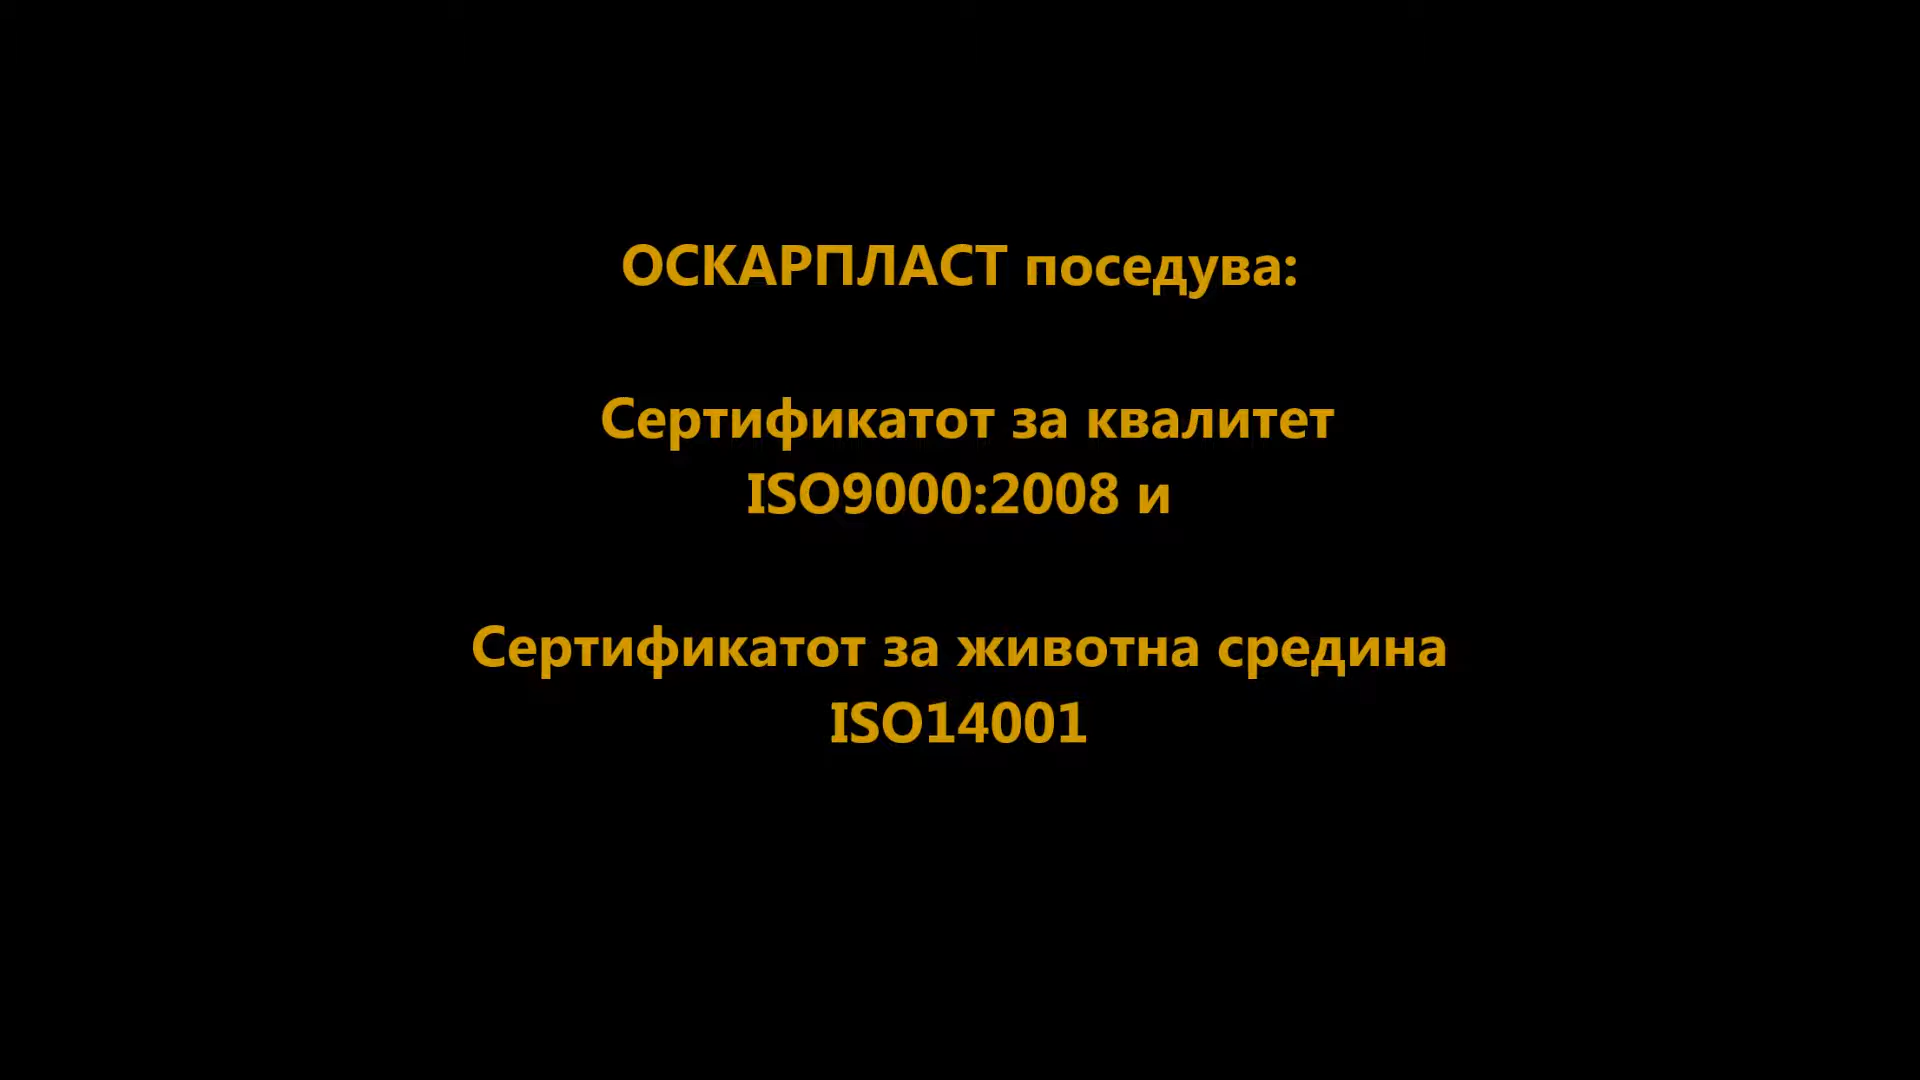 ОСКАРПЛАСТ поседува:
Сертификатот за квалитет
ISO9000:2008 и
Сертификатот за животна средина
ISO14001